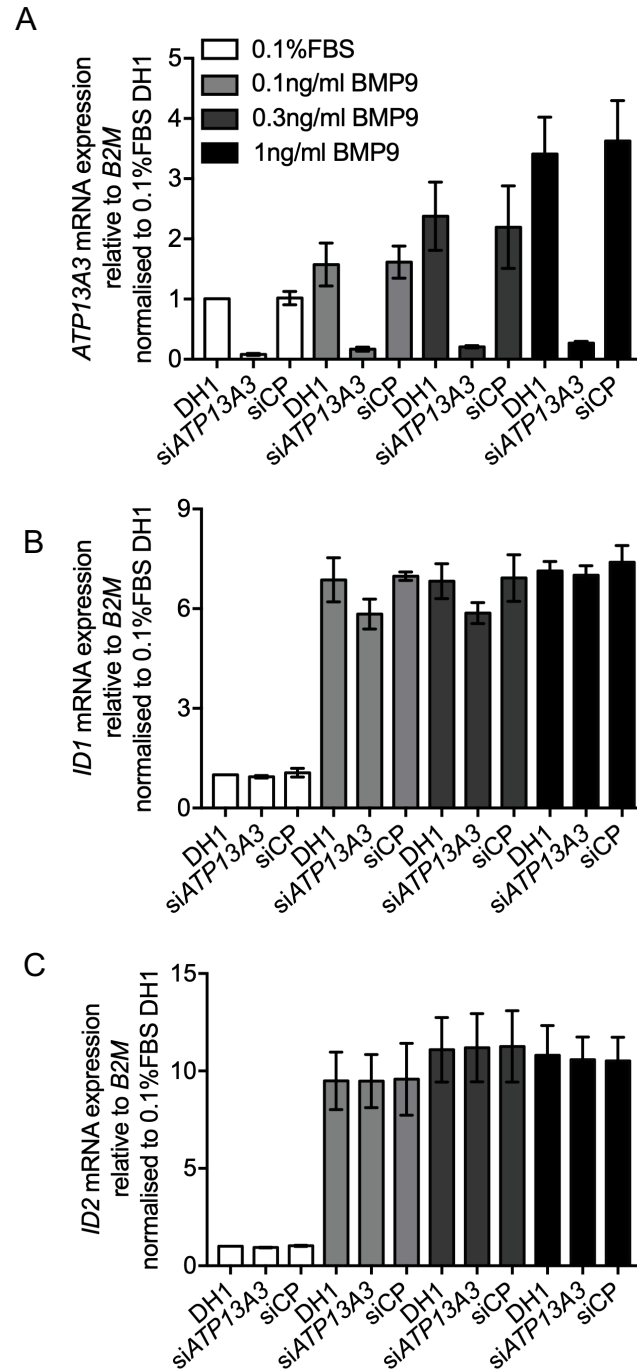 A
ATP13A3 mRNA expression
relative to B2M
normalised to 0.1%FBS DH1
5
4
3
2
1
0
0.1%FBS
0.1ng/ml BMP9
0.3ng/ml BMP9
1ng/ml BMP9
DH1
siATP13A3
siCP
DH1
siATP13A3
siCP
DH1
siATP13A3
siCP
DH1
siATP13A3
siCP
B
ID1 mRNA expression
relative to B2M
normalised to 0.1%FBS DH1
9
6
3
0
DH1
siATP13A3
siCP
DH1
siATP13A3
siCP
DH1
siATP13A3
siCP
DH1
siATP13A3
siCP
C
ID2 mRNA expression
relative to B2M
normalised to 0.1%FBS DH1
15
10
5
0
DH1
siATP13A3
siCP
DH1
siATP13A3
siCP
DH1
siATP13A3
siCP
DH1
siATP13A3
siCP